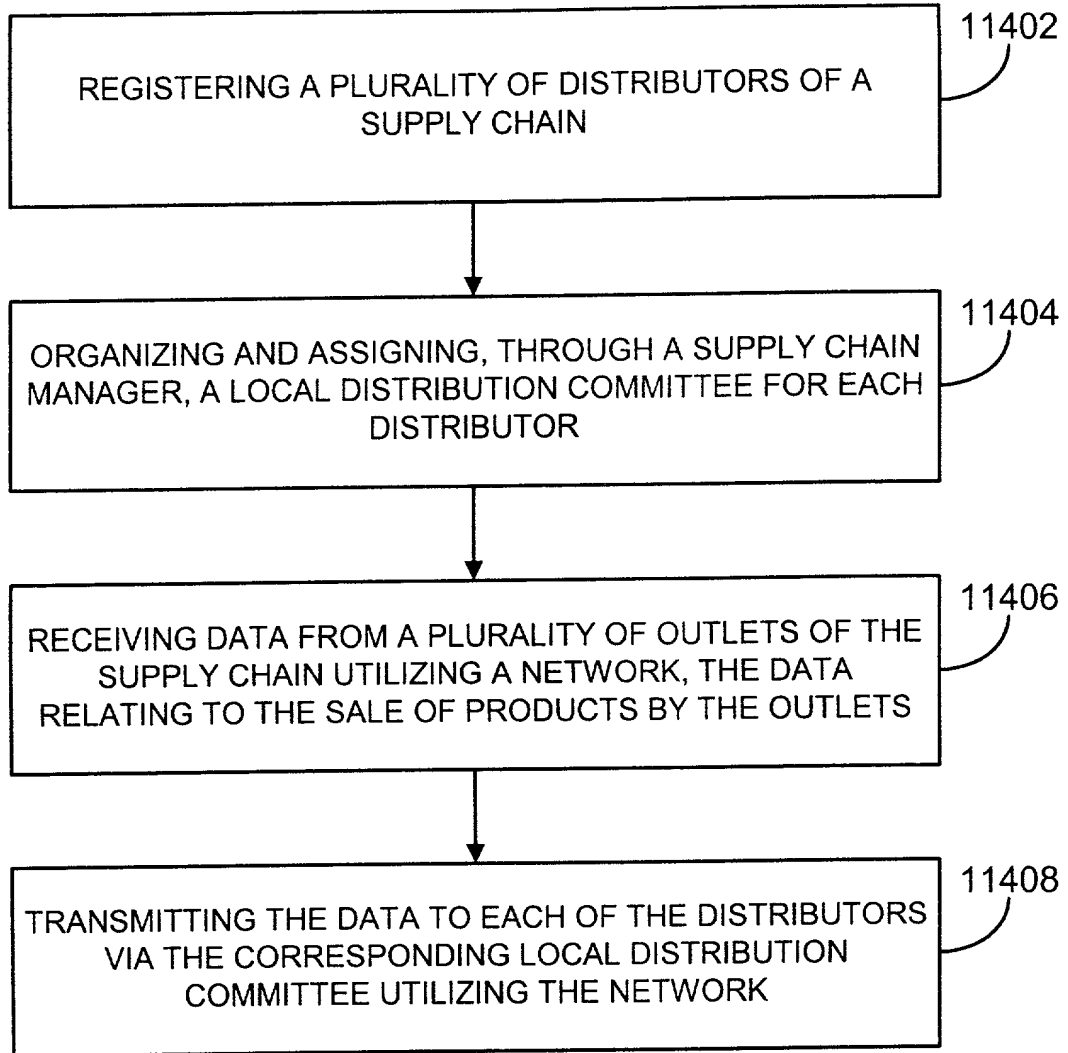 11402
REGISTERING A PLURALITY OF DISTRIBUTORS OF A
SUPPLY CHAIN
11404
ORGANIZING AND ASSIGNING, THROUGH A SUPPLY CHAIN
MANAGER, A LOCAL DISTRIBUTION COMMITTEE FOR EACH
DISTRIBUTOR
11406
RECEIVING DATA FROM A PLURALITY OF OUTLETS OF THE
SUPPLY CHAIN UTILIZING A NETWORK, THE DATA
RELATING TO THE SALE OF PRODUCTS BY THE OUTLETS
11408
TRANSMITTING THE DATA TO EACH OF THE DISTRIBUTORS
VIA THE CORRESPONDING LOCAL DISTRIBUTION
COMMITTEE UTILIZING THE NETWORK